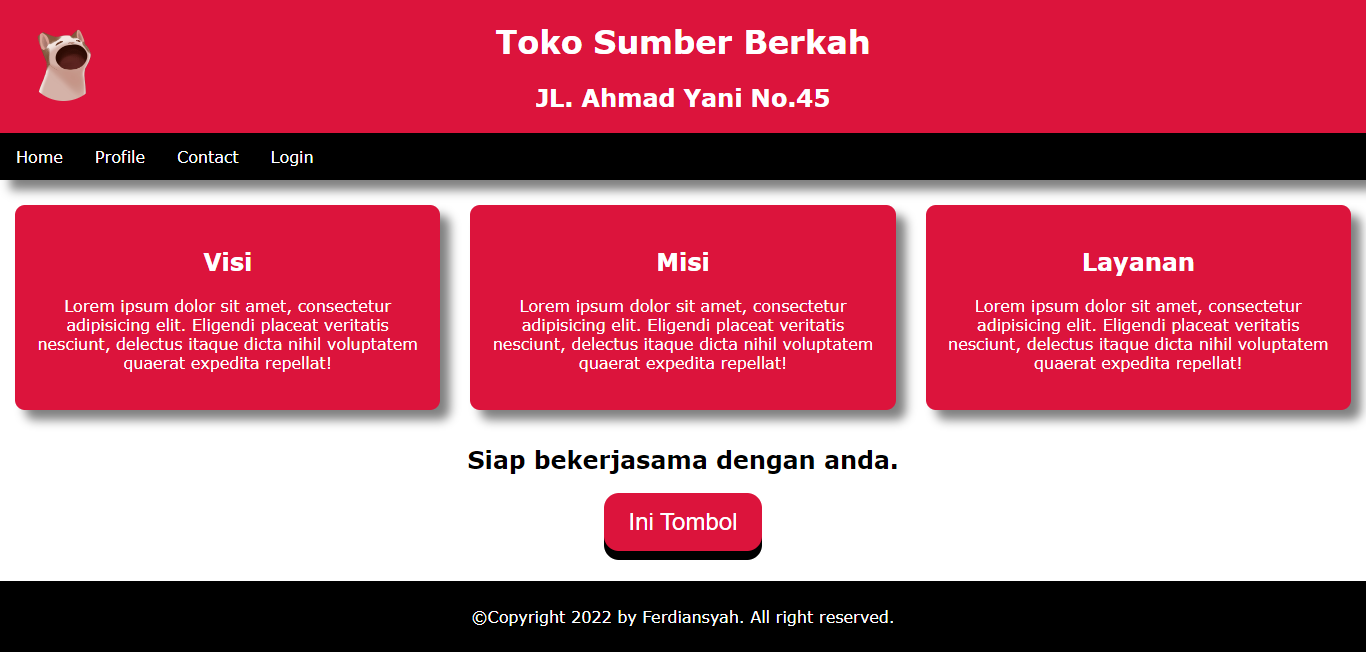 Toko Sumber Berkah
JL. Ahmad Yani No.45
Home Profile Contact Login
Visi
Lorem ipsum dolor sit amet, consectetur
adipisicing elit. Eligendi placeat veritatis
nesciunt, delectus itaque dicta nihil voluptatem
quaerat expedita repellat!
Misi
Lorem ipsum dolor sit amet, consectetur
adipisicing elit. Eligendi placeat veritatis
nesciunt, delectus itaque dicta nihil voluptatem
quaerat expedita repellat!
Layanan
Lorem ipsum dolor sit amet, consectetur
adipisicing elit. Eligendi placeat veritatis
nesciunt, delectus itaque dicta nihil voluptatem
quaerat expedita repellat!
Siap bekerjasama dengan anda.
Ini Tombol
©Copyright 2022 by Ferdiansyah. All right reserved.